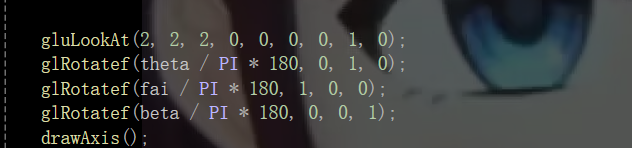 gluLookAt(2, 2, 2, 0, 0, 0, 0, 1, 0);
glRotatef(theta / PI * 180, 0, 1, 0);
glRotatef(fai / PI * 180, 1, 0, 0);
glRotatef(beta / PI * 180, 0, 0, 1);
drawAxis();